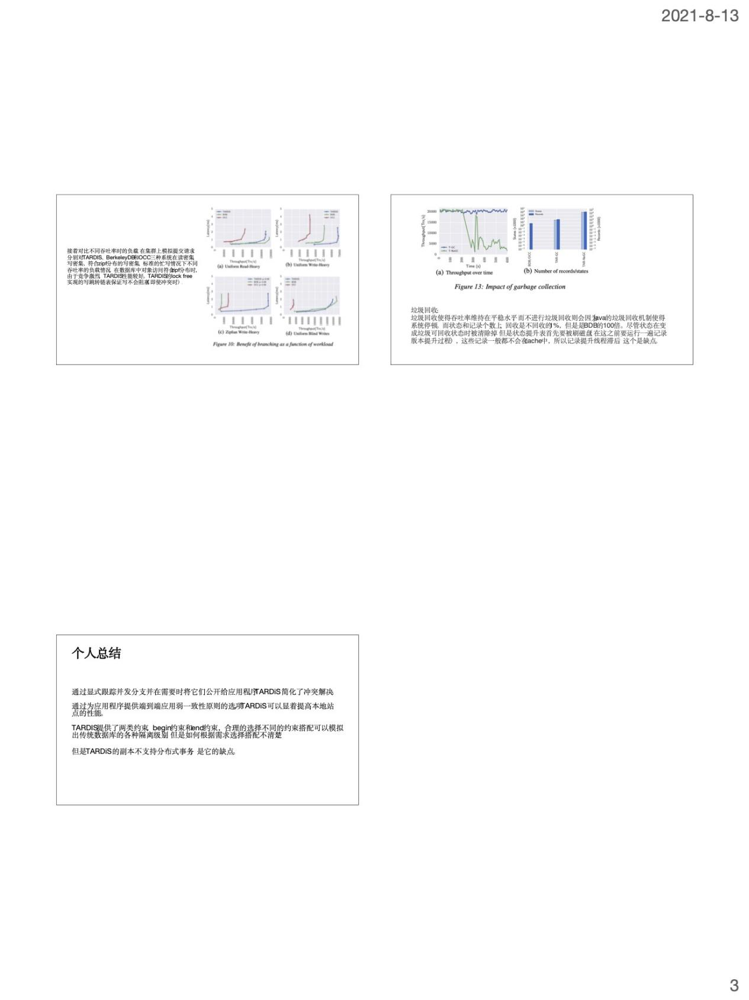 2021-8-13
接着对比不同吞吐率时的负载 在集群上模拟提交请求
分别对TARDIS, BerkeleyDB和OCC三种系统在读密集
写密集、符合zipf分布的写密集 标准的忙写情况下不同
吞吐率的负载情况 在数据库中对象访问符合zipf分布时,
由于竞争激烈 TARDIS性能较好, TARDIS的lock free
实现的写跳转链表保证写不会阻塞 即使冲突时)
Latency(ms)
TARDIS
BDB
OCC
Throughput(Trx/s)
(a) Uniform Read-Heavy
(b) Uniform Write-Heavy
(c) Zipfian Write-Heavy
(d) Uniform Blind Writes
Figure 10: Benefit of branching as a function of workload
Throughput(Trx/s)
20000
15000
10000
5000
0
T-GC
T-NoGC
0 100 200 300 400 500 600
Time (s)
(a) Throughput over time
States (x1000)
States
Records
Records (x1000)
BDB/OCC
TAR-GC
TAR-NoGC
(b) Number of records/states
Figure 13: Impact of garbage collection
垃圾回收:
垃圾回收使得吞吐率维持在平稳水平 而不进行垃圾回收则会因为java的垃圾回收机制使得
系统停顿 而状态和记录个数上 回收是不回收的1%, 但是是BDB的100倍。尽管状态在变
成垃圾可回收状态时被清除掉 但是状态提升表首先要被刷磁盘 在这之前要运行一遍记录
版本提升过程) , 这些记录一般都不会在cache中, 所以记录提升线程滞后 这个是缺点。
个人总结
通过显式跟踪并发分支并在需要时将它们公开给应用程序 TARDiS 简化了冲突解决
通过为应用程序提供端到端应用弱一致性原则的选项 TARDiS 可以显着提高本地站
点的性能。
TARDIS提供了两类约束, begin约束和end约束, 合理的选择不同的约束搭配可以模拟
出传统数据库的各种隔离级别 但是如何根据需求选择搭配不清楚
但是TARDiS 的副本不支持分布式事务 是它的缺点。
3